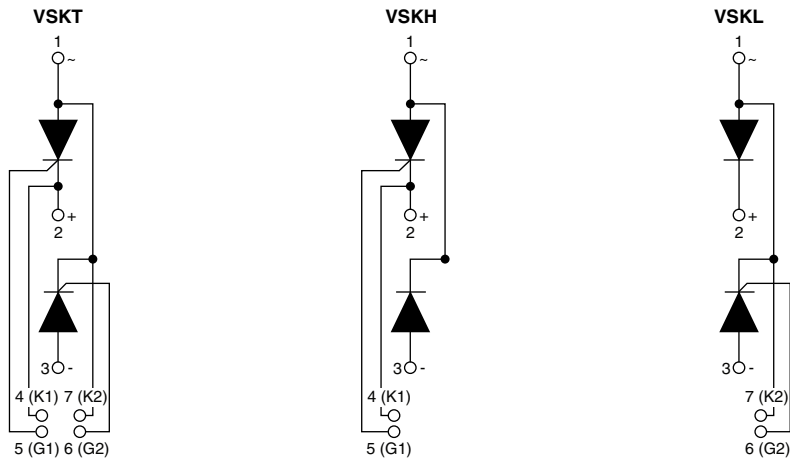 VSKT
1
~
+
2
3 -
4 (K1) 7 (K2)
5 (G1) 6 (G2)
VSKH
1
~
+
2
3 -
4 (K1)
5 (G1)
VSKL
1
~
+
2
3 -
7 (K2)
6 (G2)